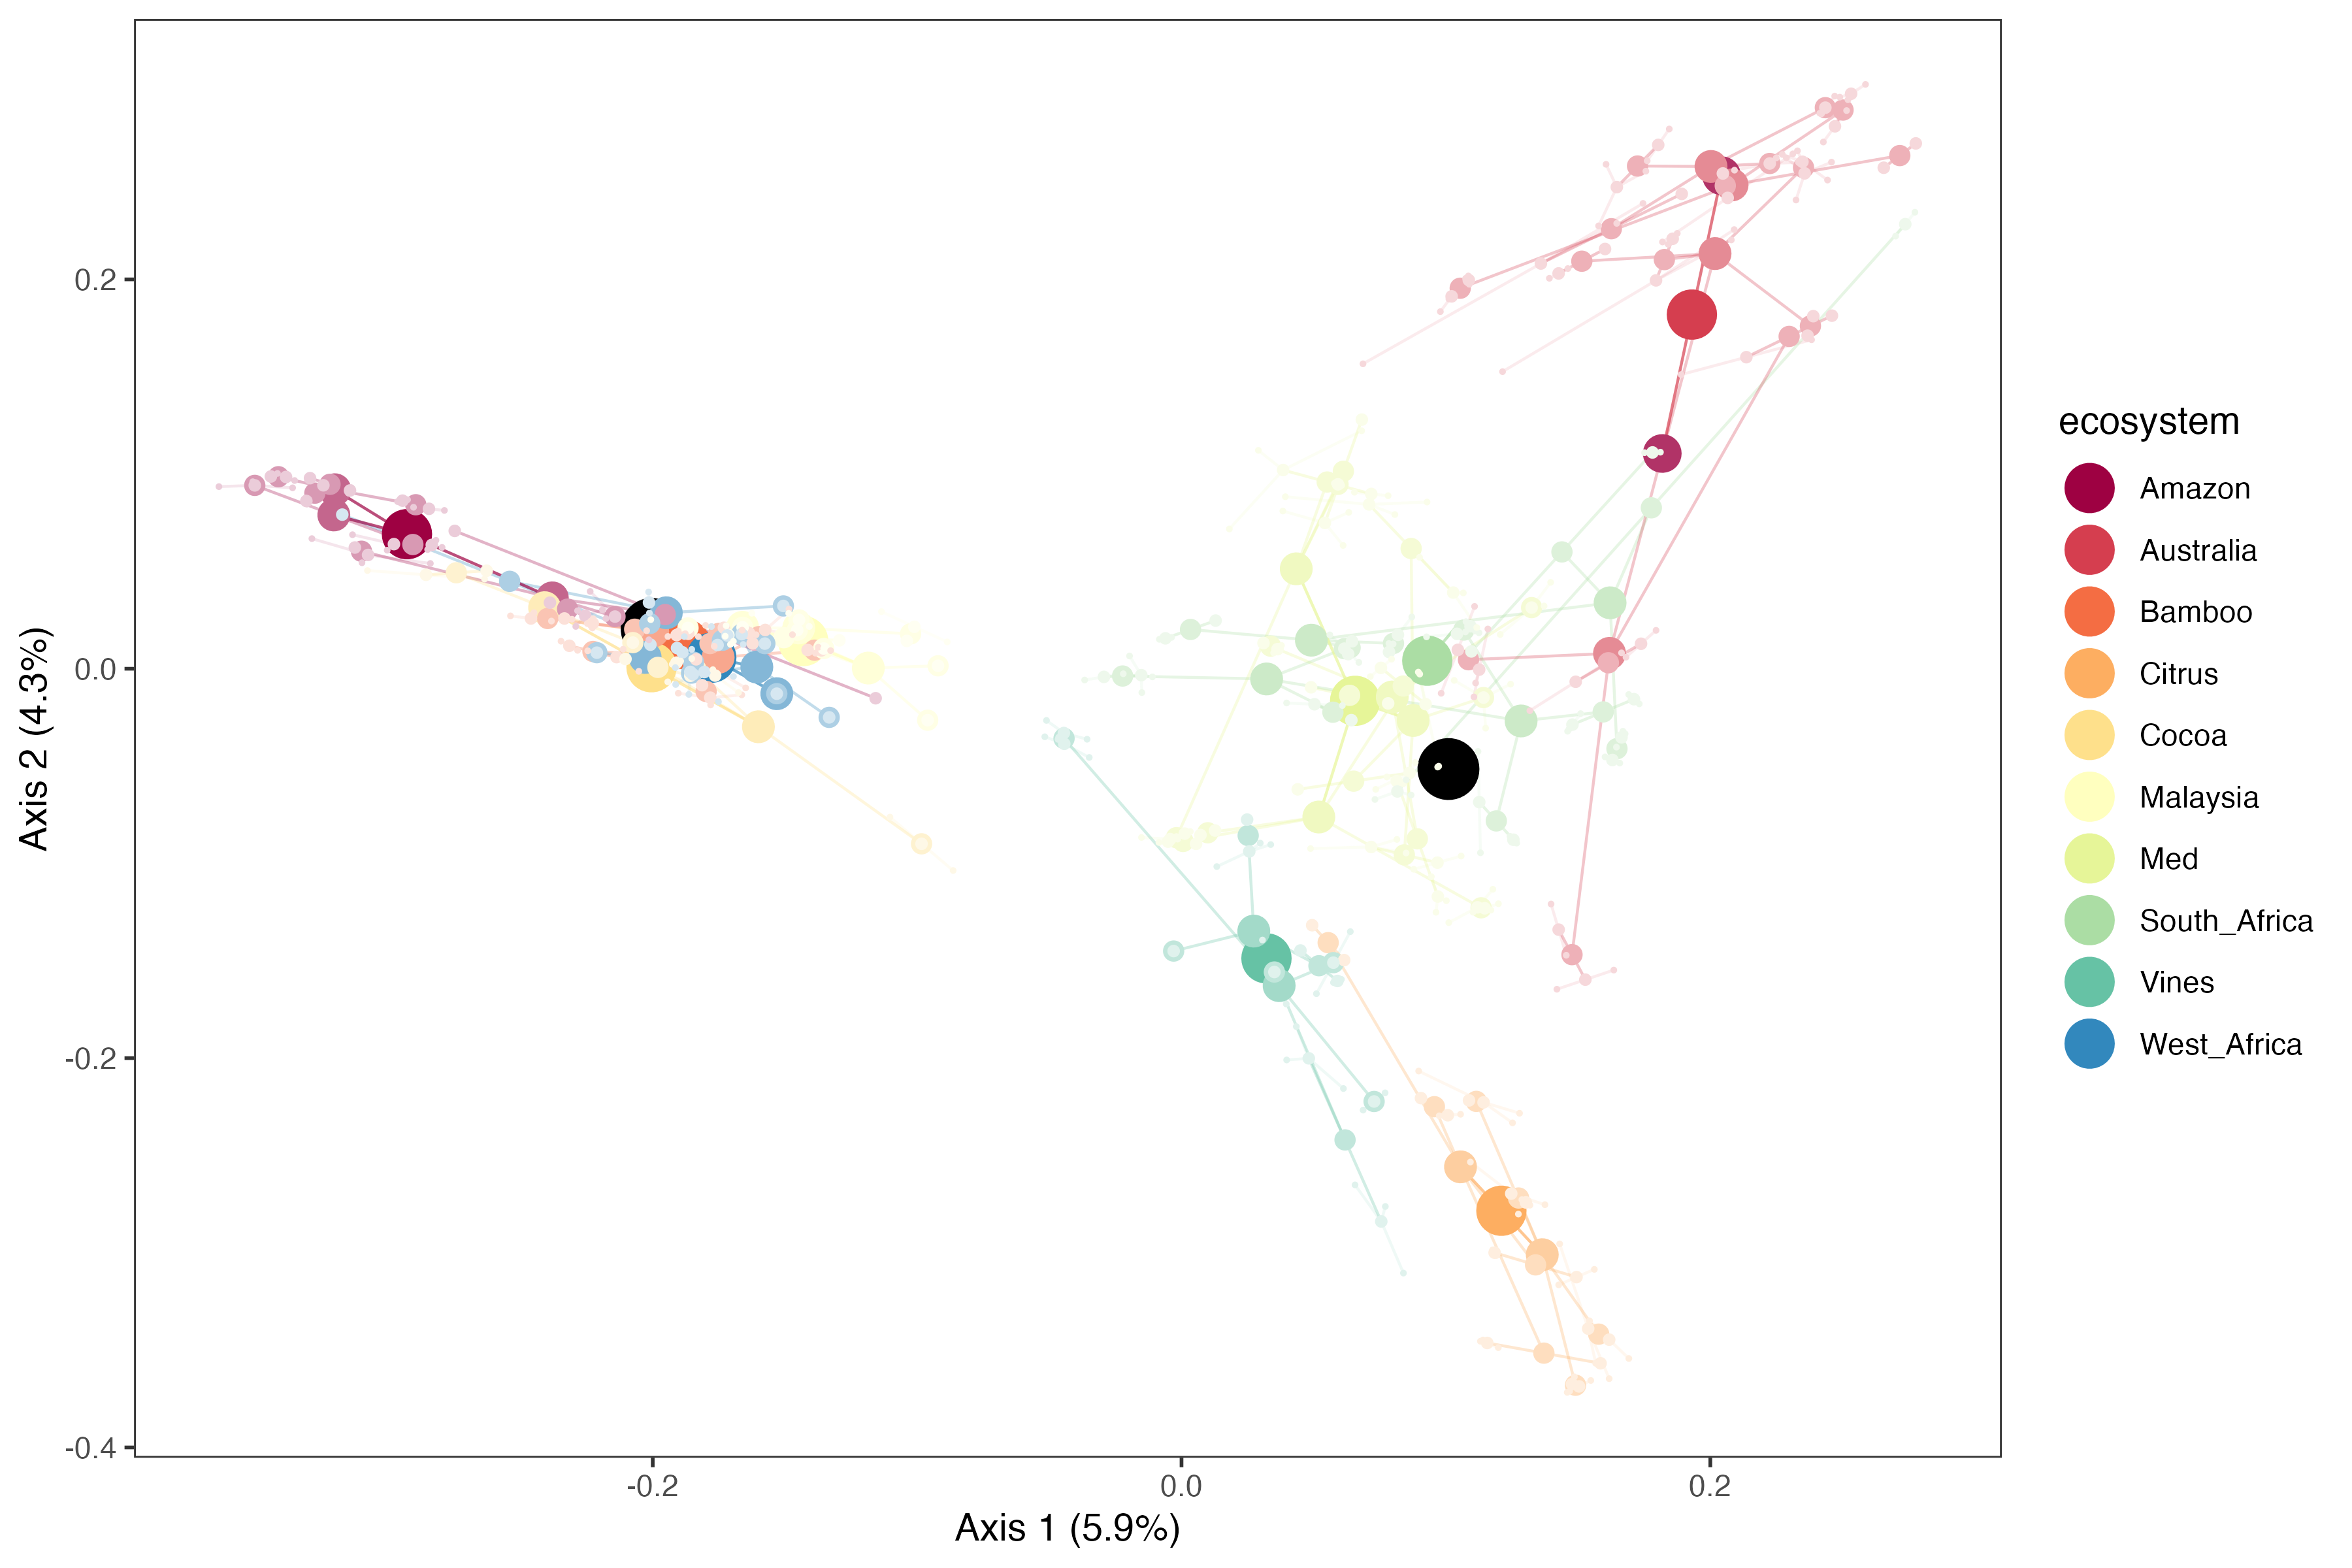 0.2
0.0
-0.2
-0.4
Axis 2 (4.3%)
-0.2
0.0
0.2
Axis 1 (5.9%)
ecosystem
Amazon
Australia
Bamboo
Citrus
Cocoa
Malaysia
Med
South_Africa
Vines
West_Africa